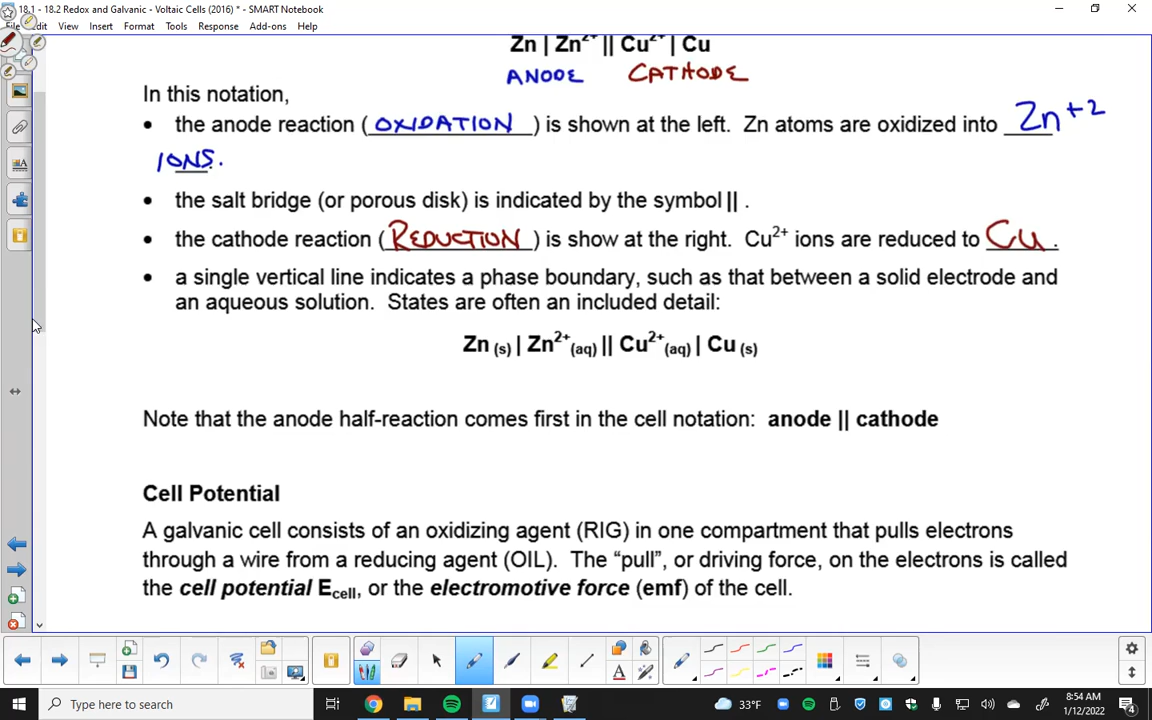 18.1 - 18.2 Redox and Galvanic - Voltaic Cells (2016) * - SMART Notebook
File Edit View Insert Format Tools Response Add-ons Help
Zn | Zn2+ || Cu2+ | Cu
ANODE CATHODE
In this notation,
• the anode reaction (OXIDATION) is shown at the left. Zn atoms are oxidized into Zn+2
IONS.
• the salt bridge (or porous disk) is indicated by the symbol || .
• the cathode reaction (REDUCTION) is show at the right. Cu2+ ions are reduced to Cu.
• a single vertical line indicates a phase boundary, such as that between a solid electrode and
an aqueous solution. States are often an included detail:
Zn (s) | Zn2+(aq) || Cu2+(aq) | Cu (s)
Note that the anode half-reaction comes first in the cell notation: anode || cathode
Cell Potential
A galvanic cell consists of an oxidizing agent (RIG) in one compartment that pulls electrons
through a wire from a reducing agent (OIL). The “pull”, or driving force, on the electrons is called
the cell potential Ecell, or the electromotive force (emf) of the cell.
Type here to search
33°F
8:54 AM
1/12/2022
4